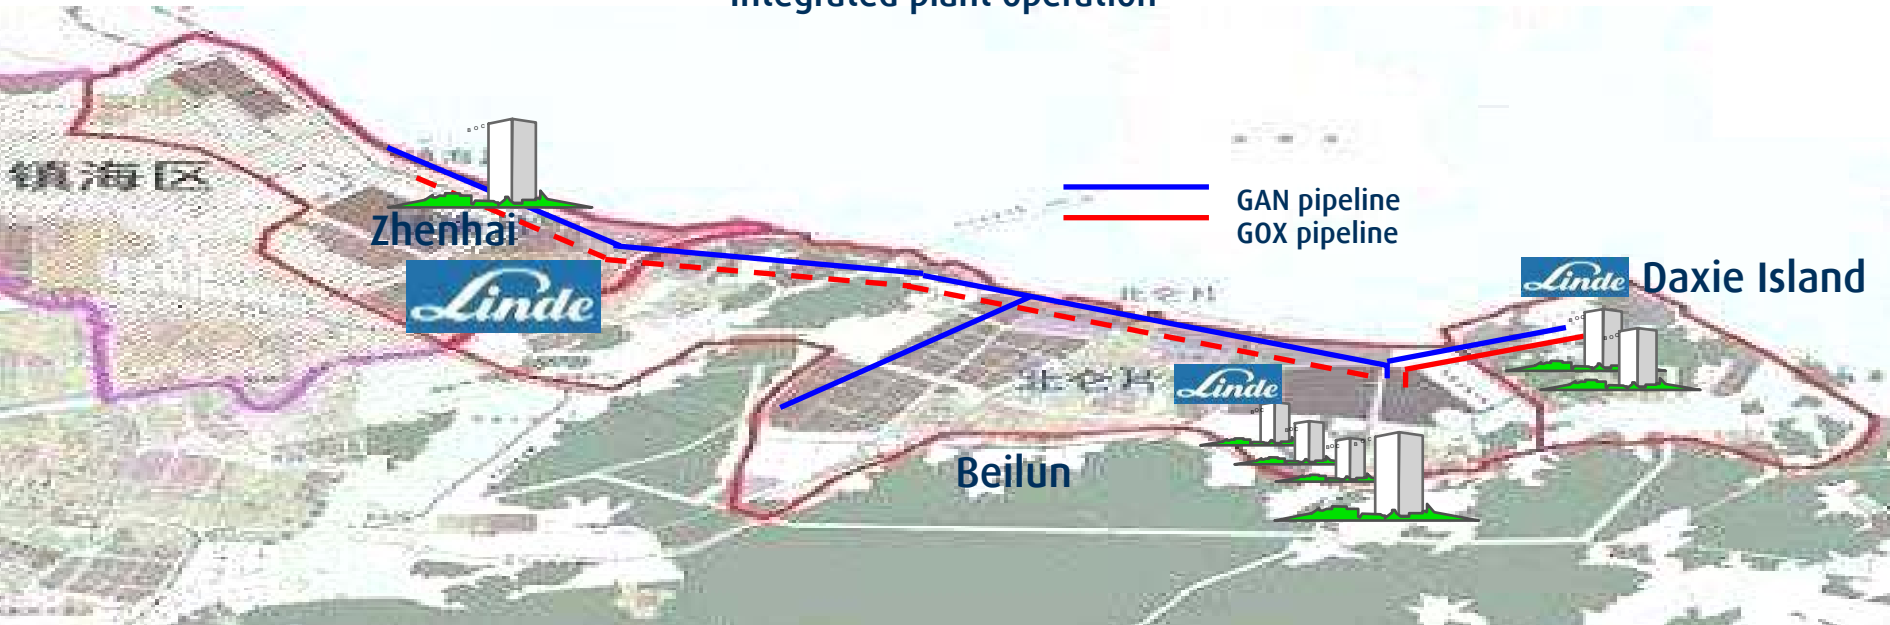 Integrated plant operation
镇海区
Zhenhai
Linde
GAN pipeline
GOX pipeline
Linde
Daxie Island
Linde
Beilun